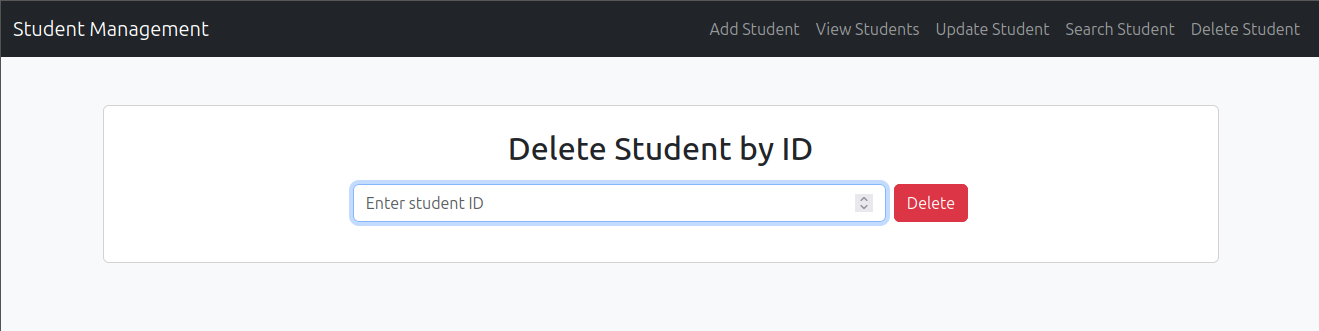 Student Management Add Student View Students Update Student Search Student Delete Student
Delete Student by ID
Enter student ID Delete